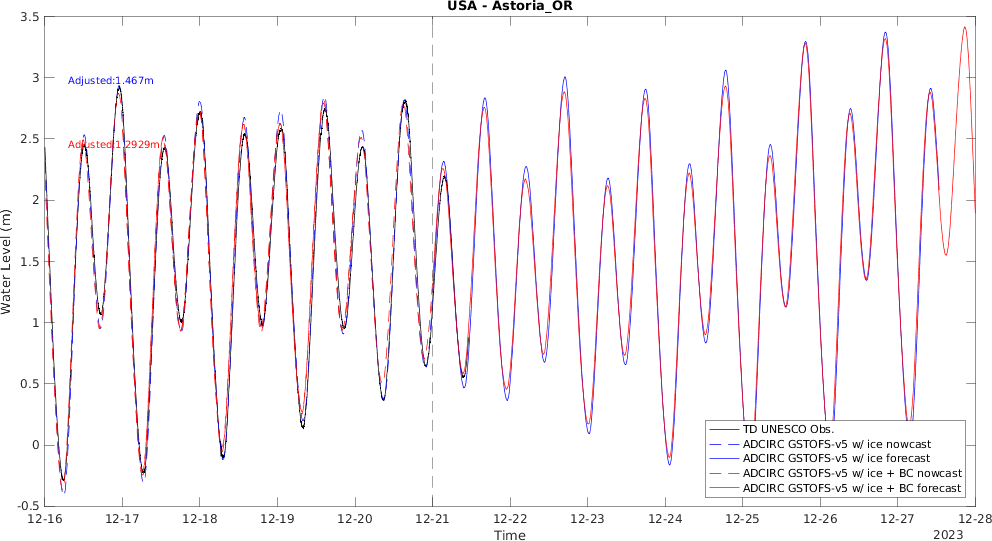 USA - Astoria_OR
3.5
3
2.5
2
1.5
1
0.5
0
-0.5
Water Level (m)
Adjusted:1.467m
Adjusted:1.2929m
TD UNESCO Obs.
ADCIRC GSTOFS-v5 w/ ice nowcast
ADCIRC GSTOFS-v5 w/ ice forecast
ADCIRC GSTOFS-v5 w/ ice + BC nowcast
ADCIRC GSTOFS-v5 w/ ice + BC forecast
12-16 12-17 12-18 12-19 12-20 12-21 12-22 12-23 12-24 12-25 12-26 12-27 12-28
Time
2023